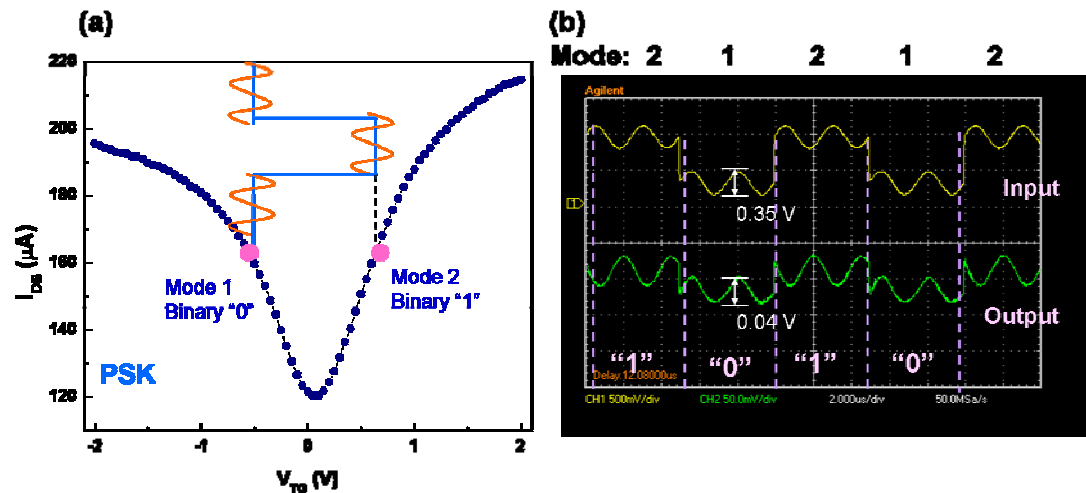 (a)
220
200
180
160
140
120
I_DS (µA)
Mode 1
Binary “0”
Mode 2
Binary “1”
PSK
-2 -1 0 1 2
V_TG (V)
(b)
Mode: 2 1 2 1 2
Agilent
Input
0.35 V
Output
0.04 V
“1” “0” “1” “0”
Delay:12.08000us
CH1 500mV/div CH2 50.0mV/div 2.000us/div 50.0MSa/s